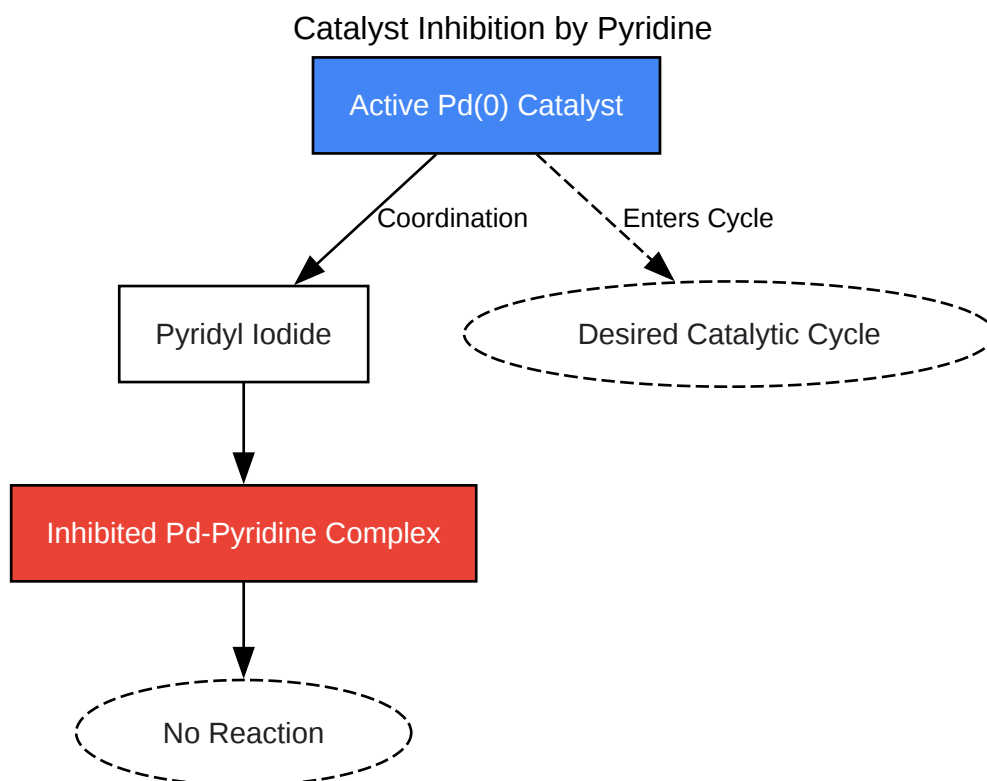 Catalyst Inhibition by Pyridine
Active Pd(0) Catalyst
Coordination
Enters Cycle
Pyridyl Iodide
Desired Catalytic Cycle
Inhibited Pd-Pyridine Complex
No Reaction